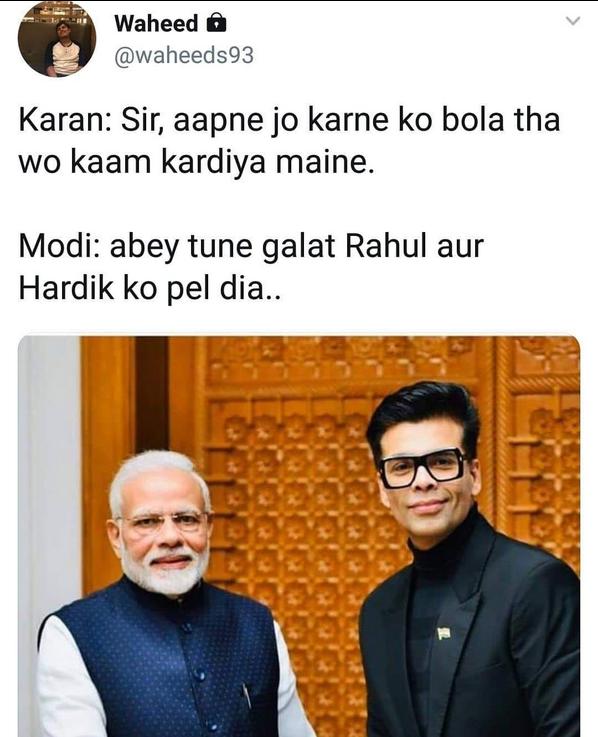 Waheed
@waheeds93
Karan: Sir, aapne jo karne ko bola tha
wo kaam kardiya maine.
Modi: abey tune galat Rahul aur
Hardik ko pel dia..